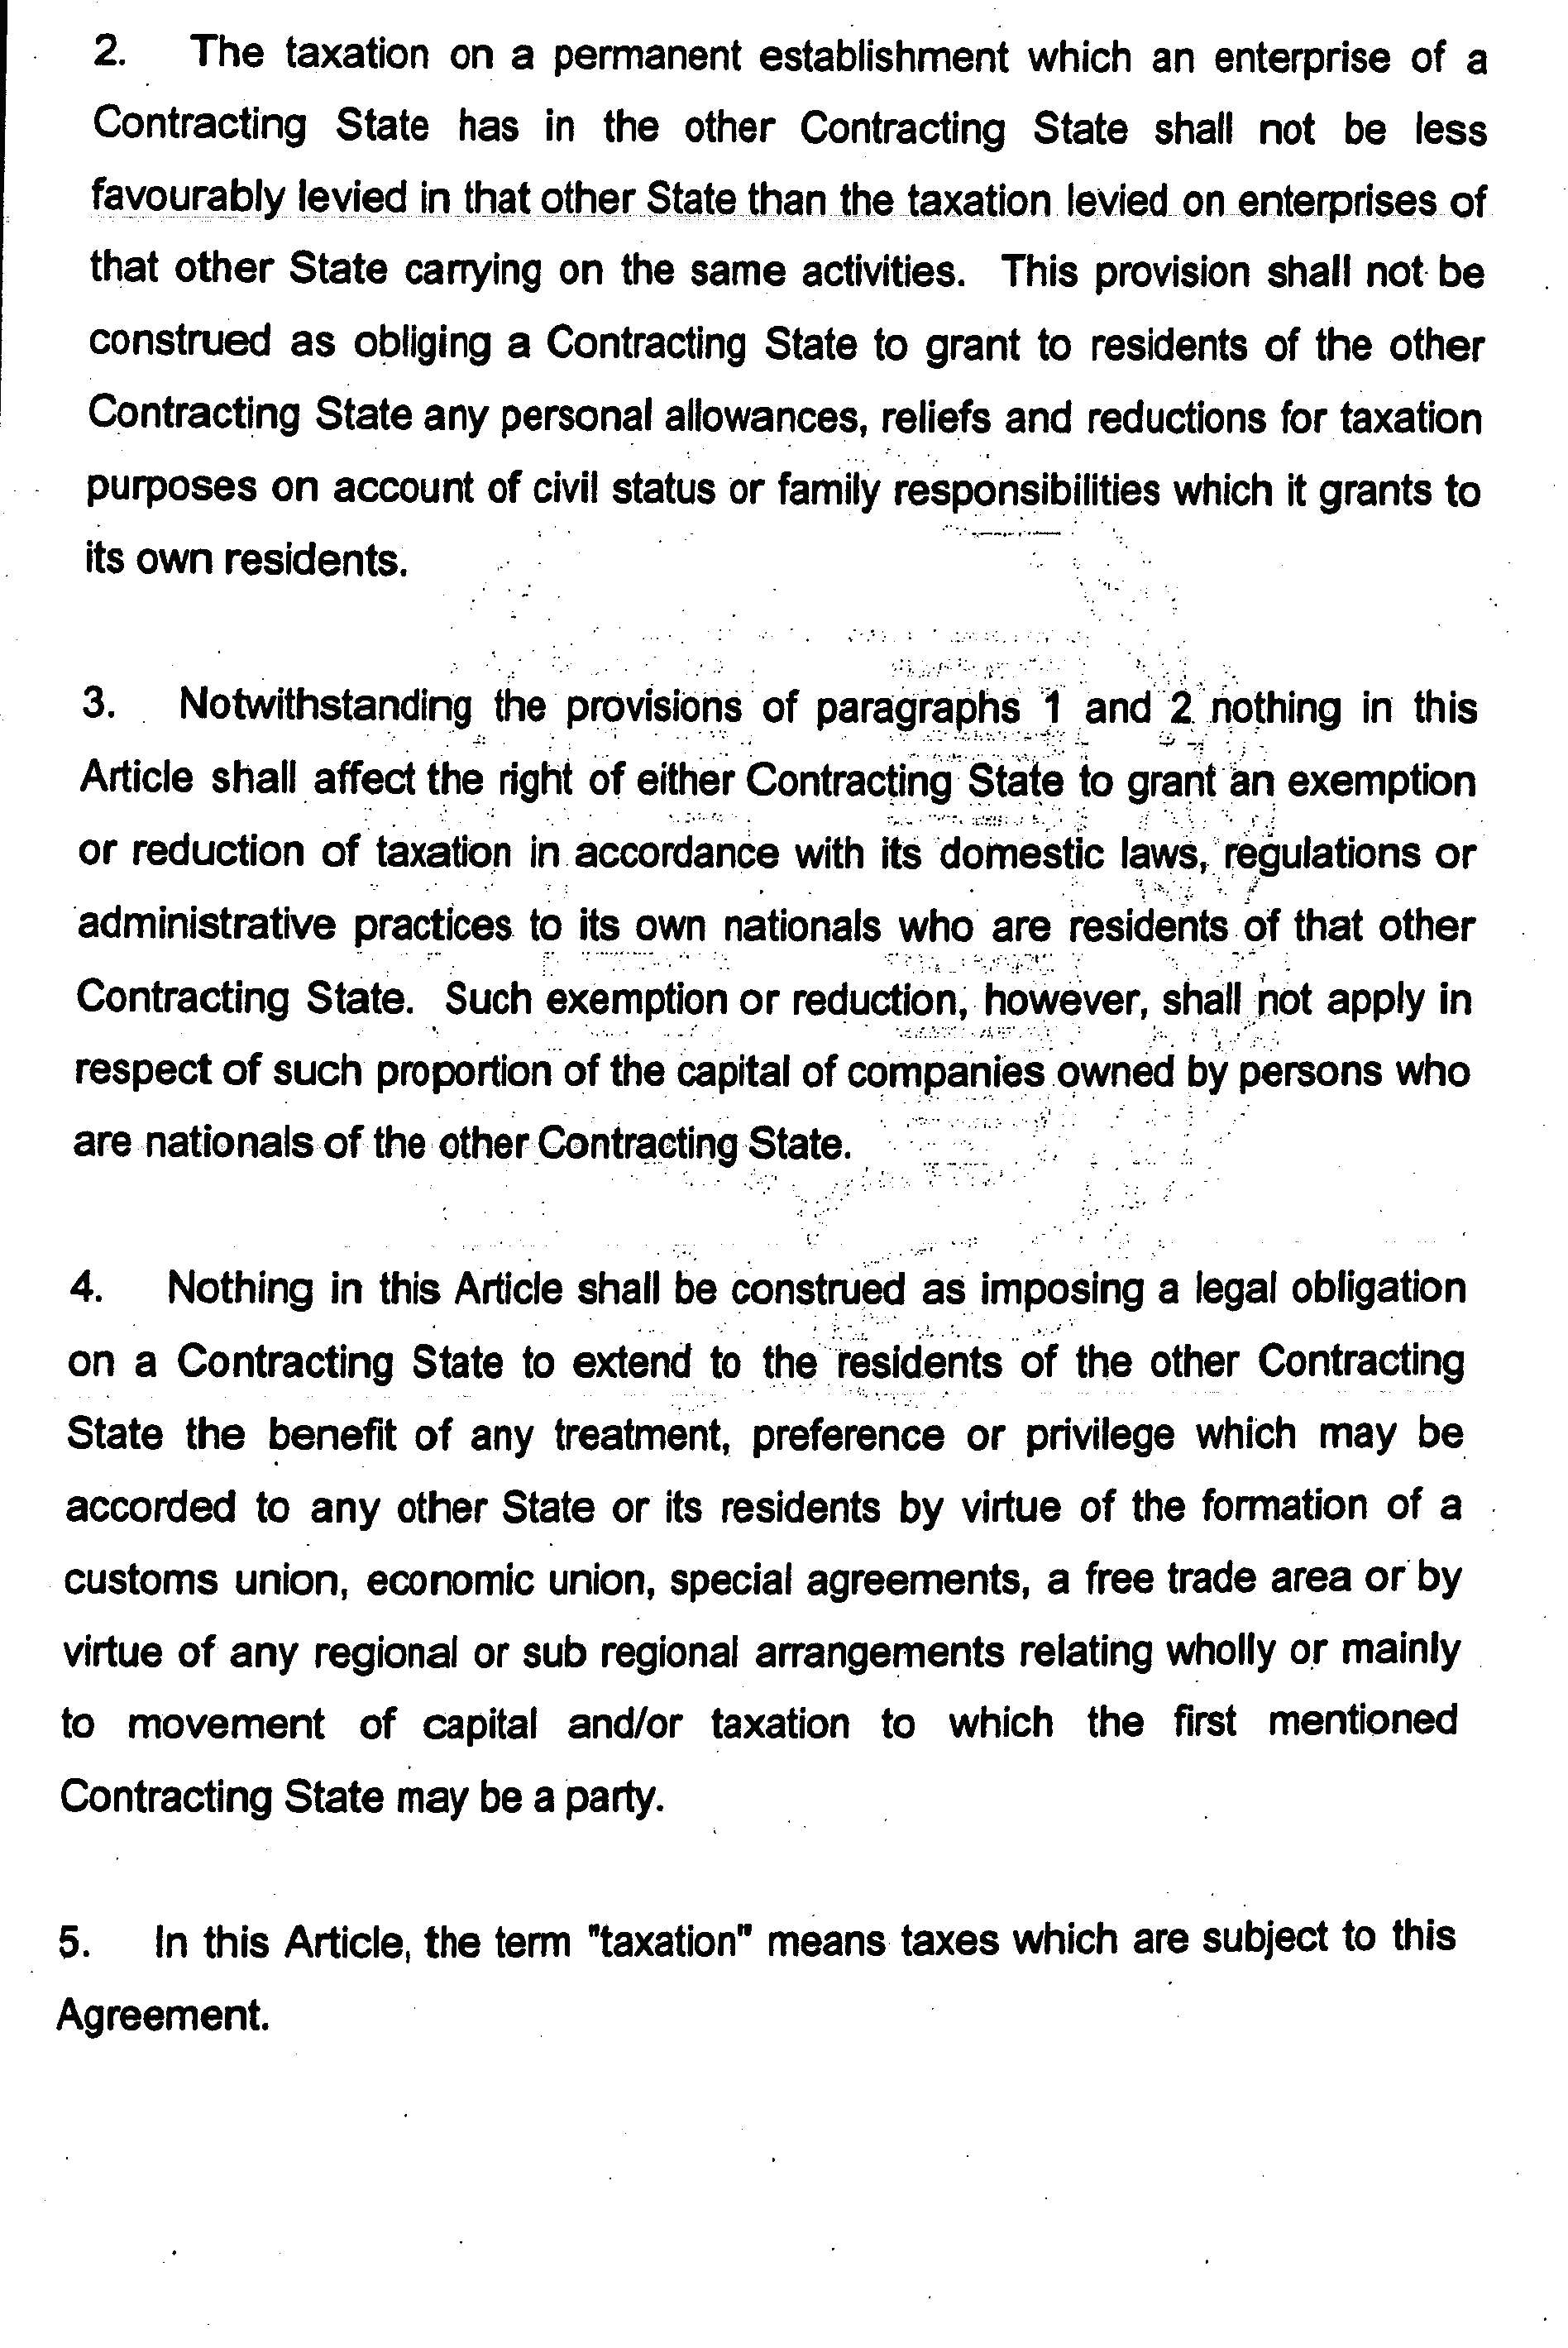 2. The taxation on a permanent establishment which an enterprise of a
Contracting State has in the other Contracting State shall not be less
favourably levied in that other State than the taxation levied on enterprises of
that other State carrying on the same activities. This provision shall not be
construed as obliging a Contracting State to grant to residents of the other
Contracting State any personal allowances, reliefs and reductions for taxation
purposes on account of civil status or family responsibilities which it grants to
its own residents.
3. Notwithstanding the provisions of paragraphs 1 and 2 nothing in this
Article shall affect the right of either Contracting State to grant an exemption
or reduction of taxation in accordance with its domestic laws, regulations or
administrative practices to its own nationals who are residents of that other
Contracting State. Such exemption or reduction, however, shall not apply in
respect of such proportion of the capital of companies owned by persons who
are nationals of the other Contracting State.
4. Nothing in this Article shall be construed as imposing a legal obligation
on a Contracting State to extend to the residents of the other Contracting
State the benefit of any treatment, preference or privilege which may be
accorded to any other State or its residents by virtue of the formation of a
customs union, economic union, special agreements, a free trade area or by
virtue of any regional or sub regional arrangements relating wholly or mainly
to movement of capital and/or taxation to which the first mentioned
Contracting State may be a party.
5. In this Article, the term "taxation" means taxes which are subject to this
Agreement.